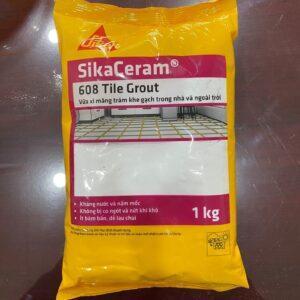 Sika
SikaCeram®
608 Tile Grout
Vữa xi măng trám khe gạch trong nhà và ngoài trời
• Kháng nước và nấm mốc
• Không bị co ngót và nứt khi khô
• Ít bám bẩn, dễ lau chùi
1 kg